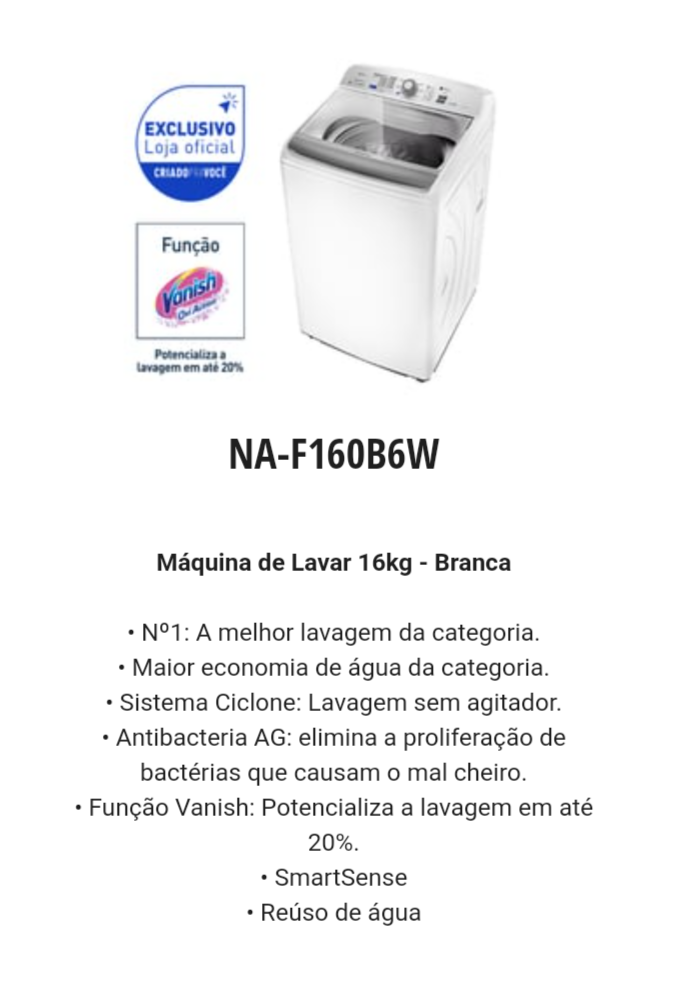 EXCLUSIVO
Loja oficial
CRIADO PRA VOCÊ
Função
Vanish
Oxi Action
Potencializa a
lavagem em até 20%
NA-F160B6W
Máquina de Lavar 16kg - Branca
• Nº1: A melhor lavagem da categoria.
• Maior economia de água da categoria.
• Sistema Ciclone: Lavagem sem agitador.
• Antibacteria AG: elimina a proliferação de
bactérias que causam o mal cheiro.
• Função Vanish: Potencializa a lavagem em até
20%.
• SmartSense
• Reúso de água